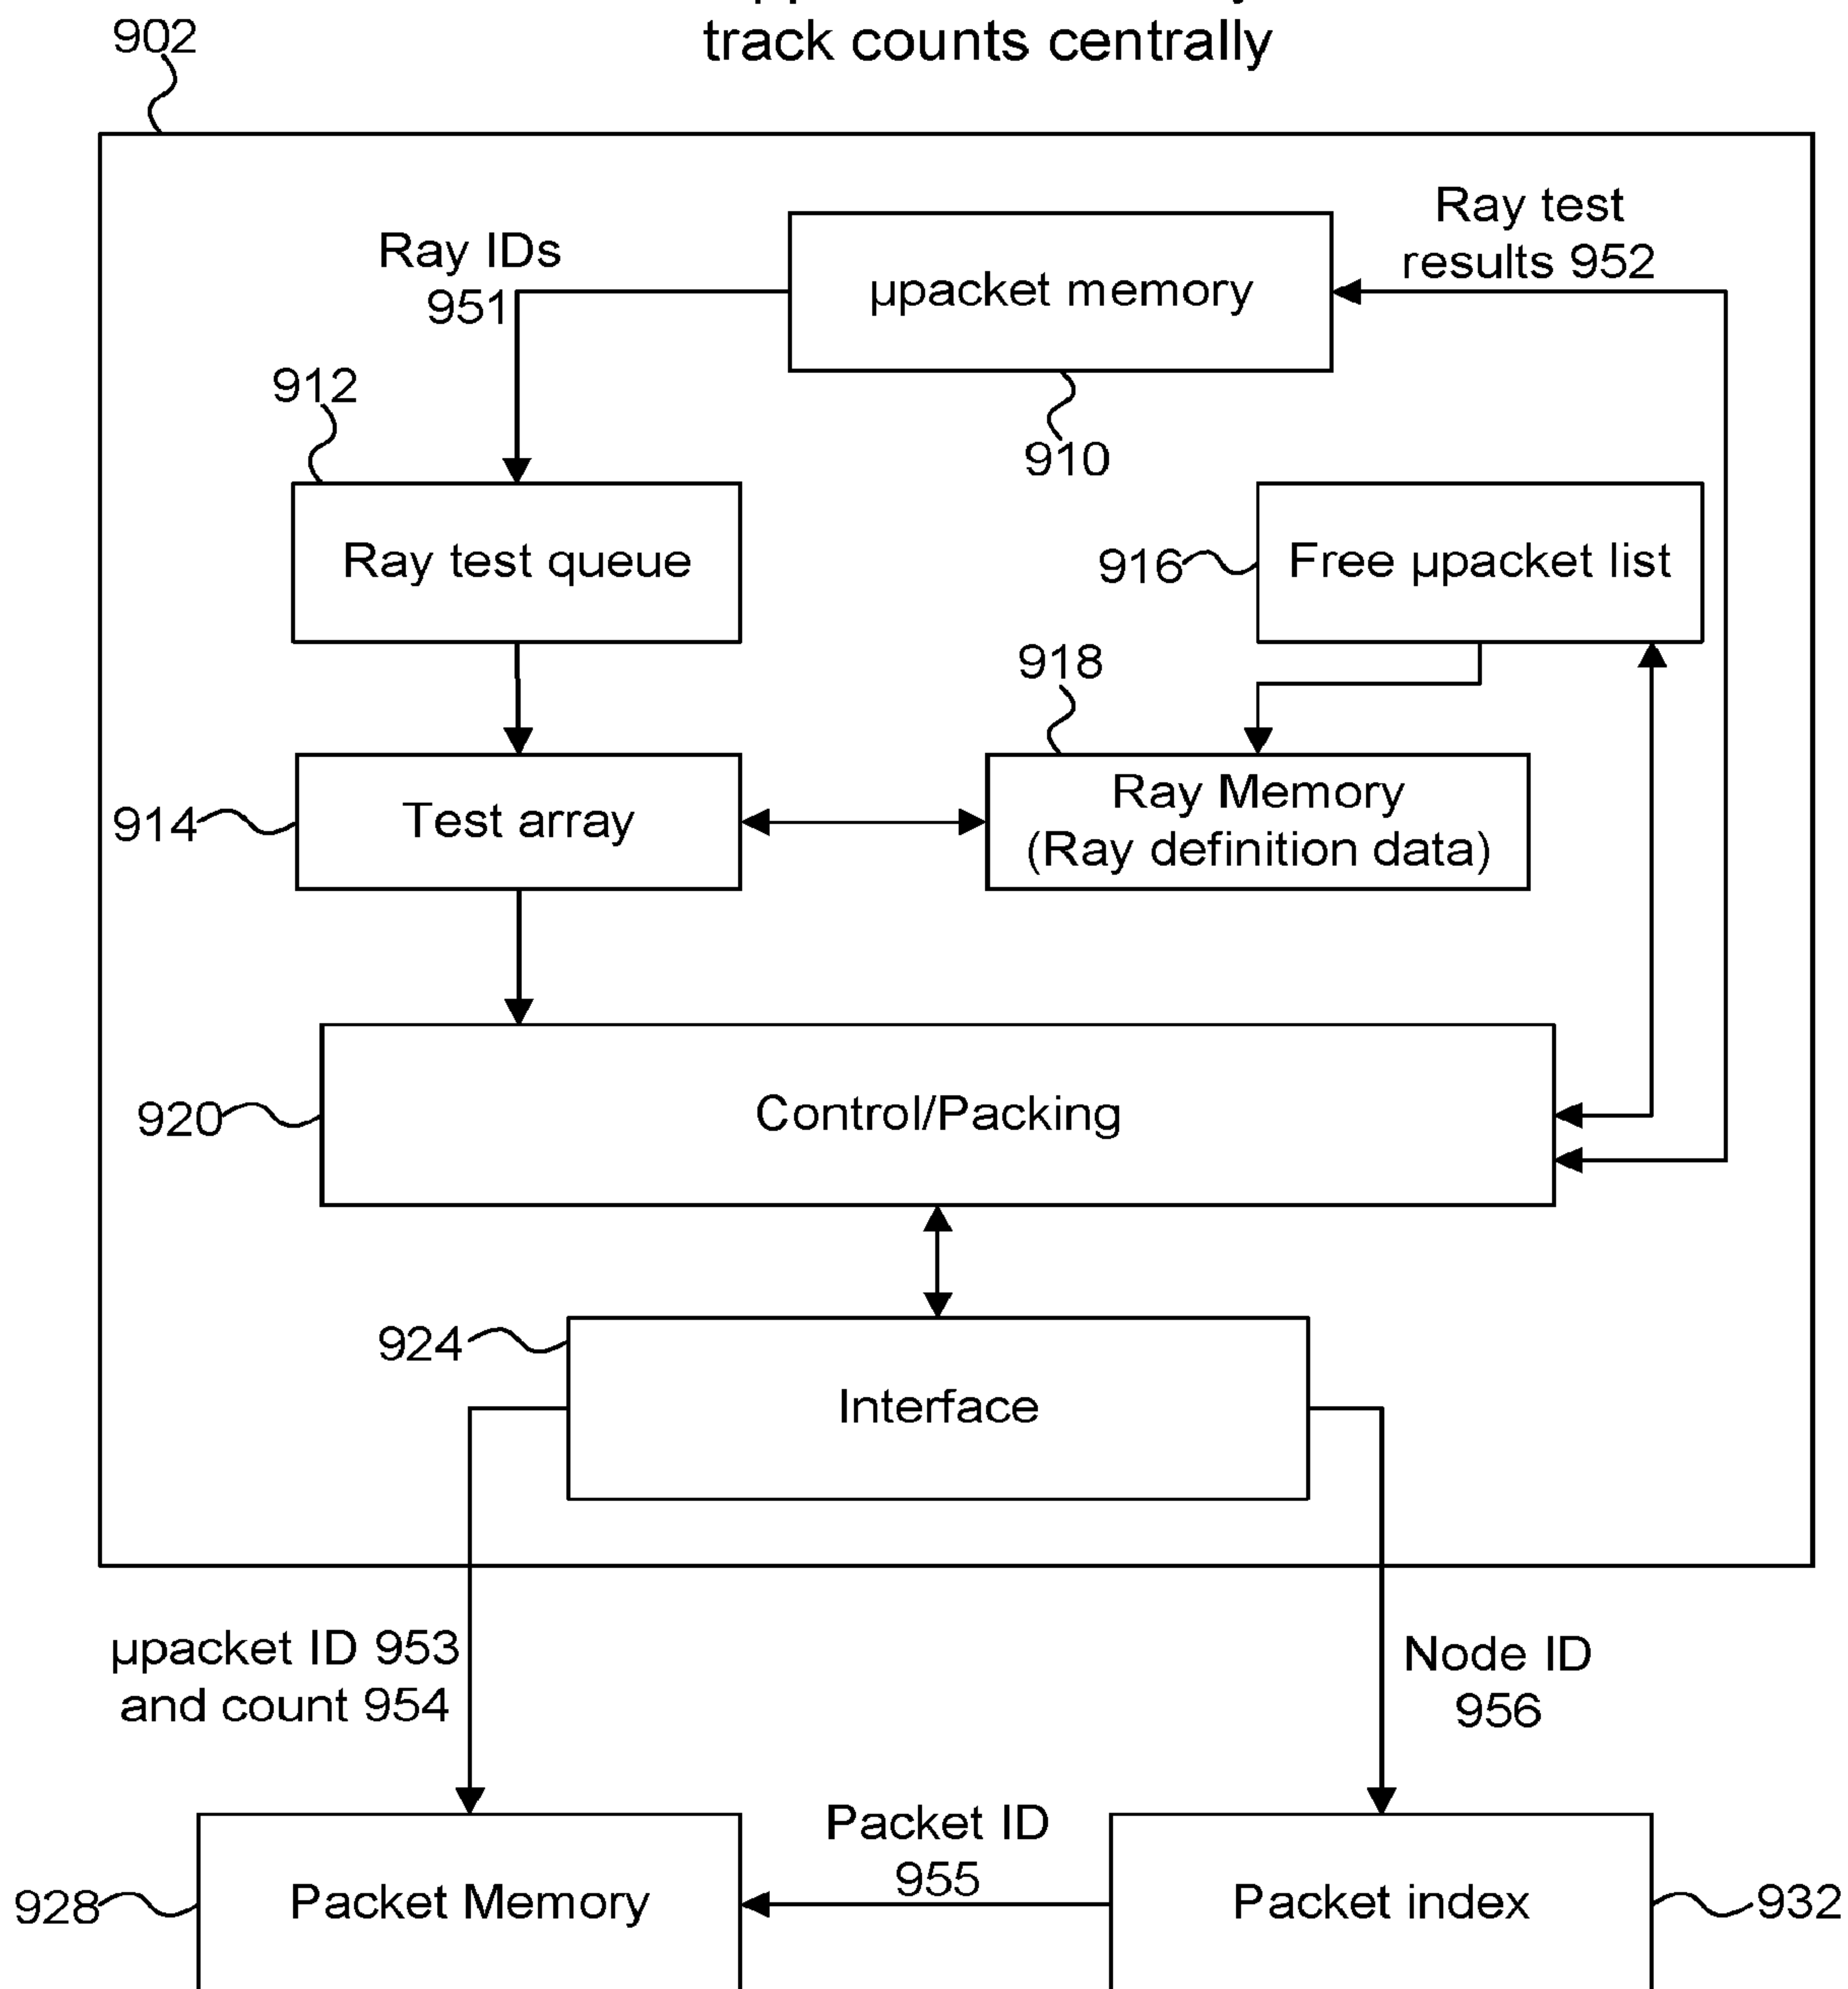 track counts centrally
902
Ray test
results 952
Ray IDs
951
µpacket memory
912
910
Ray test queue
916
Free µpacket list
918
914
Test array
Ray Memory
(Ray definition data)
920
Control/Packing
924
Interface
µpacket ID 953
and count 954
Node ID
956
Packet ID
955
928
Packet Memory
Packet index
932